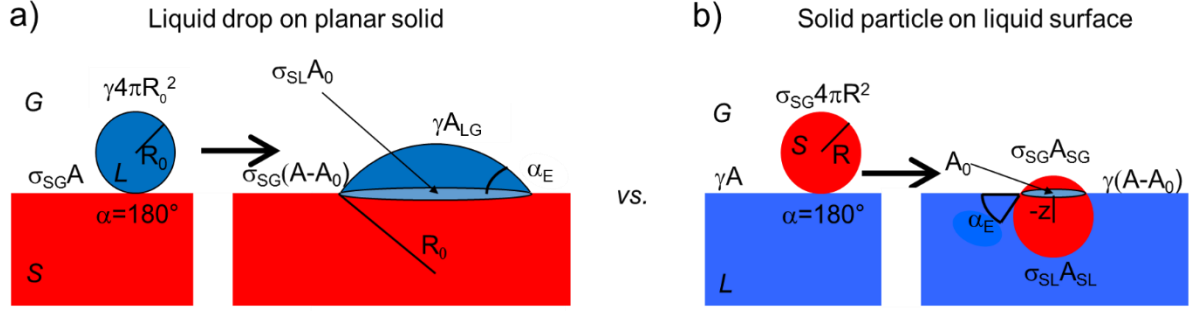 a) Liquid drop on planar solid
G
γ4πR₀²
L
R₀
σSGA
α=180°
S
σSLA₀
γALG
σSG(A-A₀)
αE
R₀
vs.
b) Solid particle on liquid surface
G
σSG4πR²
S
R
γA
α=180°
L
A₀
σSGASG
γ(A-A₀)
αE
-z
σSLASL